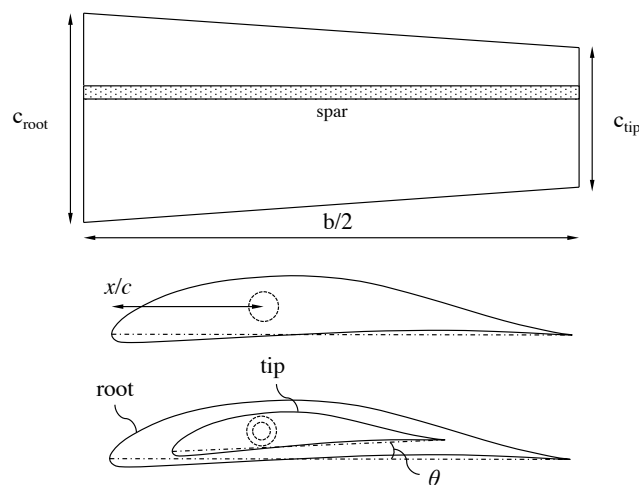 spar
c_root
c_tip
b/2
x/c
tip
root
θ